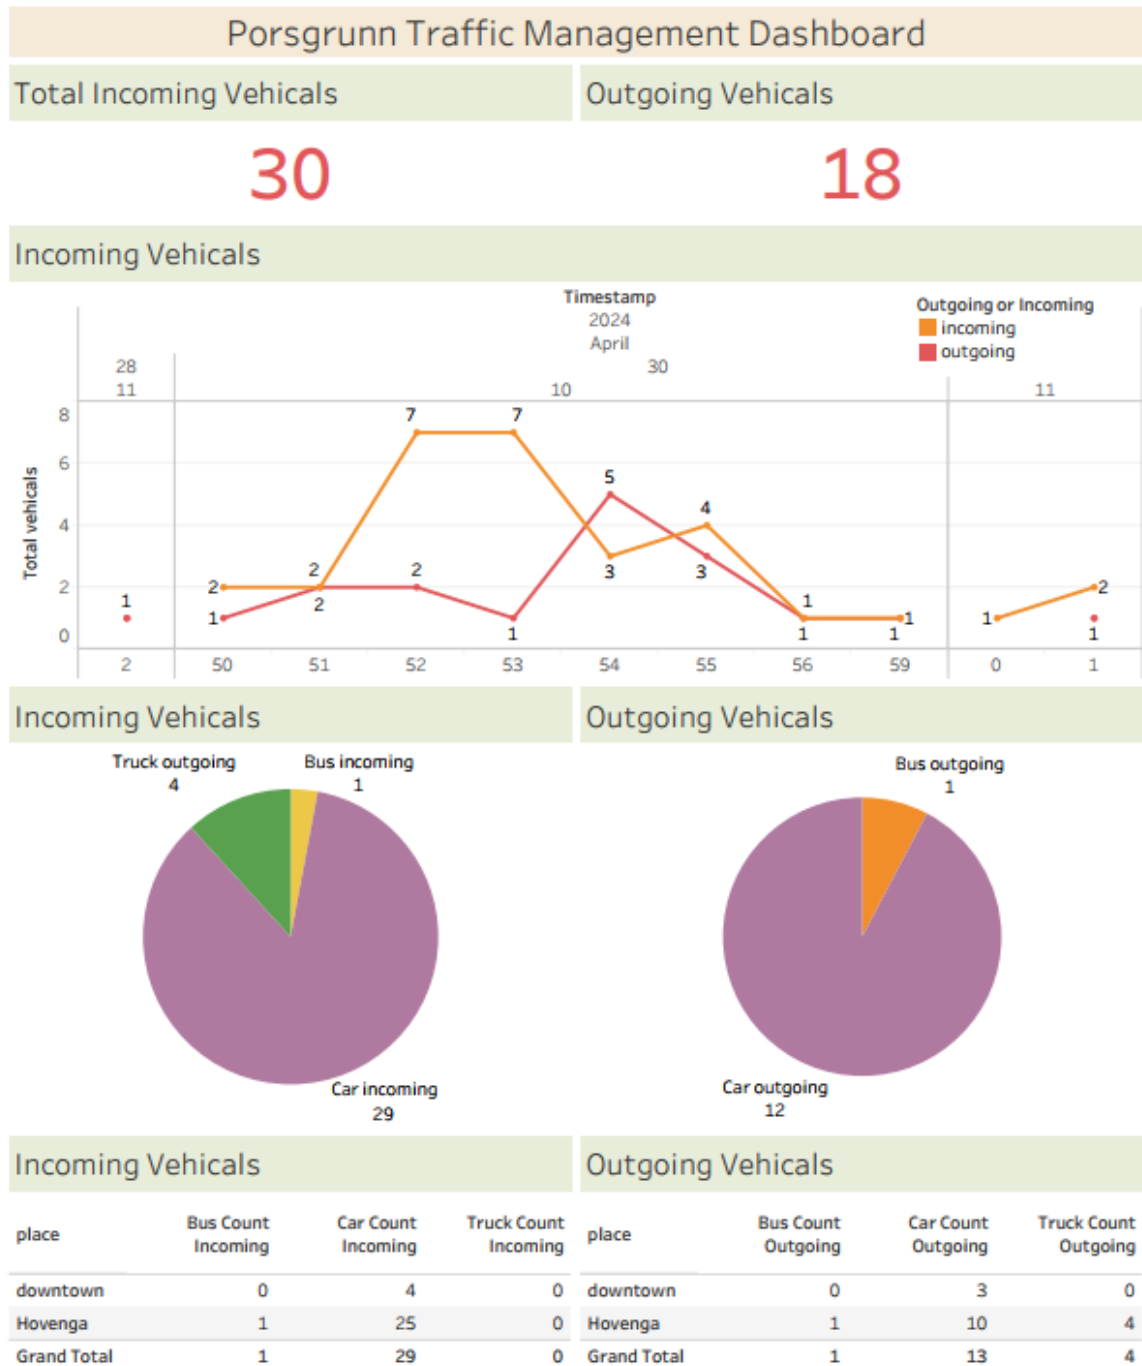 Porsgrunn Traffic Management Dashboard
Total Incoming Vehicals
Outgoing Vehicals
30
18
Incoming Vehicals
Timestamp
2024
April
Outgoing or Incoming
incoming
outgoing
28
30
11
10
11
Total vehicals
8
6
4
2
0
1
2
1
2
2
7
2
7
1
5
3
4
3
1
1
1
1
1
2
1
2
50
51
52
53
54
55
56
59
0
1
Incoming Vehicals
Outgoing Vehicals
Truck outgoing
4
Bus incoming
1
Car incoming
29
Bus outgoing
1
Car outgoing
12
Incoming Vehicals
place Bus Count Incoming Car Count Incoming Truck Count Incoming
downtown 0 4 0
Hovenga 1 25 0
Grand Total 1 29 0
Outgoing Vehicals
place Bus Count Outgoing Car Count Outgoing Truck Count Outgoing
downtown 0 3 0
Hovenga 1 10 4
Grand Total 1 13 4